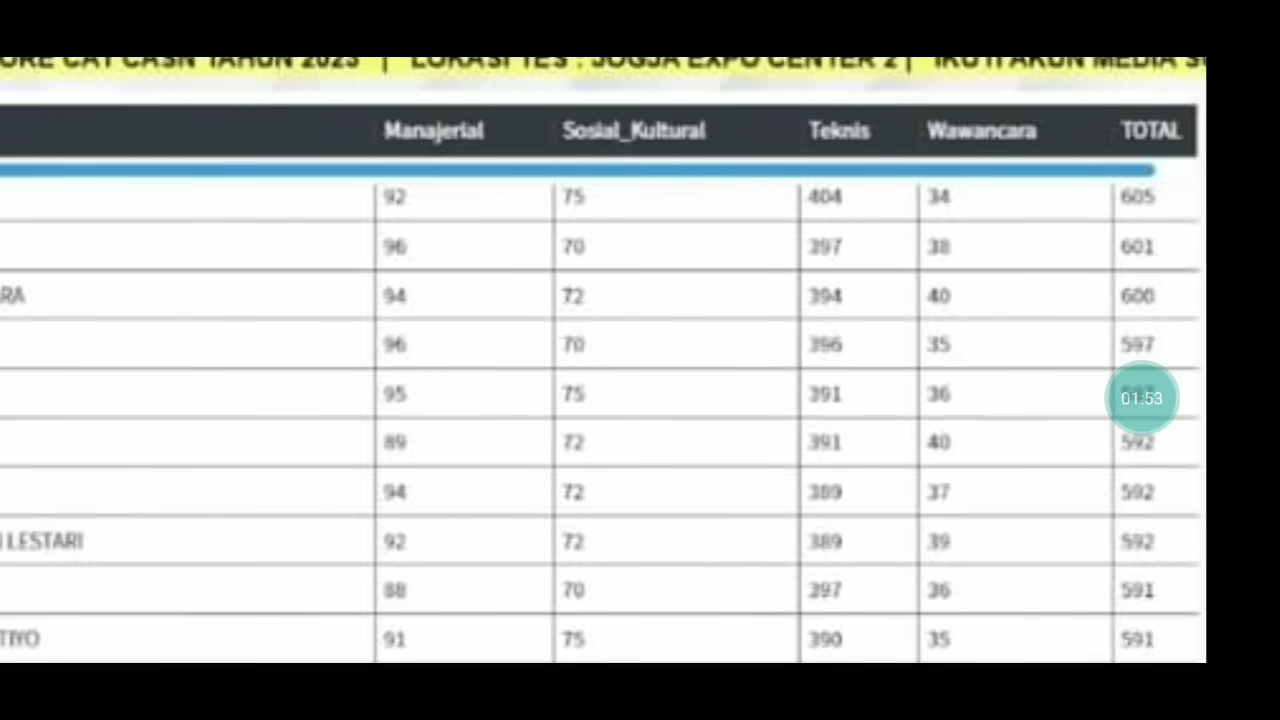 ORE CAT CASN TAHUN 2023 | LOKASI TES : JOGJA EXPO CENTER 2 | IKUTI AKUN MEDIA S
Manajerial Sosial_Kultural Teknis Wawancara TOTAL
92 75 404 34 605
96 70 397 38 601
RA 94 72 394 40 600
96 70 396 35 597
95 75 391 36
01:53
89 72 391 40 592
94 72 389 37 592
I LESTARI 92 72 389 39 592
88 70 397 36 591
TIYO 91 75 390 35 591